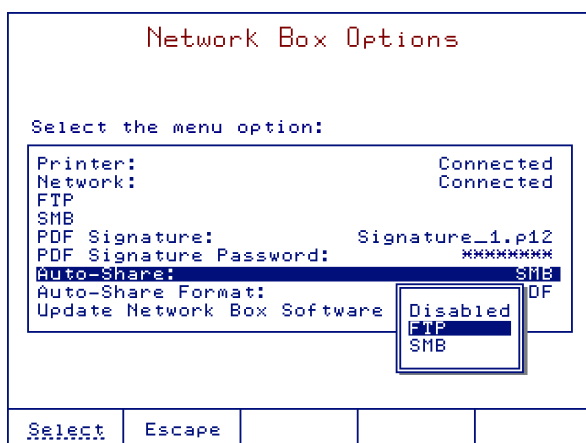 Network Box Options
Select the menu option:
Printer: Connected
Network: Connected
FTP
SMB
PDF Signature: Signature_1.p12
PDF Signature Password: ********
Auto-Share: SMB
Auto-Share Format: DF
Update Network Box Software
Disabled
FTP
SMB
Select Escape